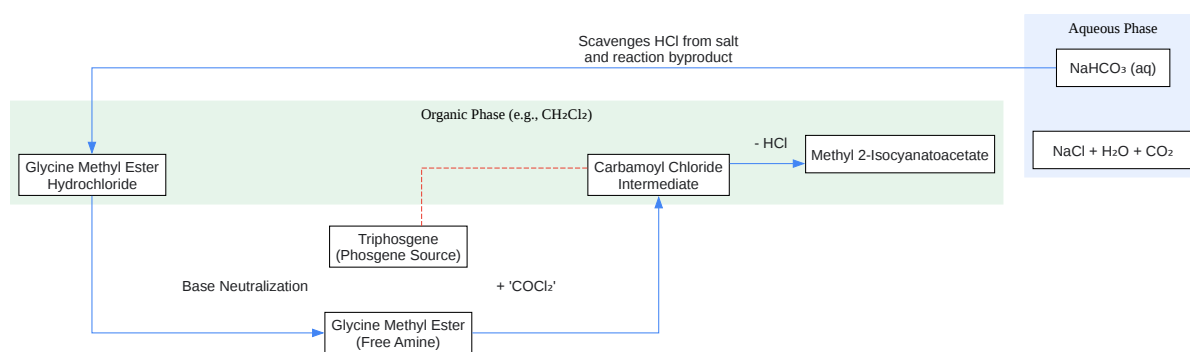 Aqueous Phase
Scavenges HCl from salt
and reaction byproduct
NaHCO₃ (aq)
Organic Phase (e.g., CH₂Cl₂)
- HCl
Glycine Methyl Ester
Hydrochloride
Carbamoyl Chloride
Intermediate
Methyl 2-Isocyanatoacetate
NaCl + H₂O + CO₂
Triphosgene
(Phosgene Source)
Base Neutralization
+ 'COCl₂'
Glycine Methyl Ester
(Free Amine)